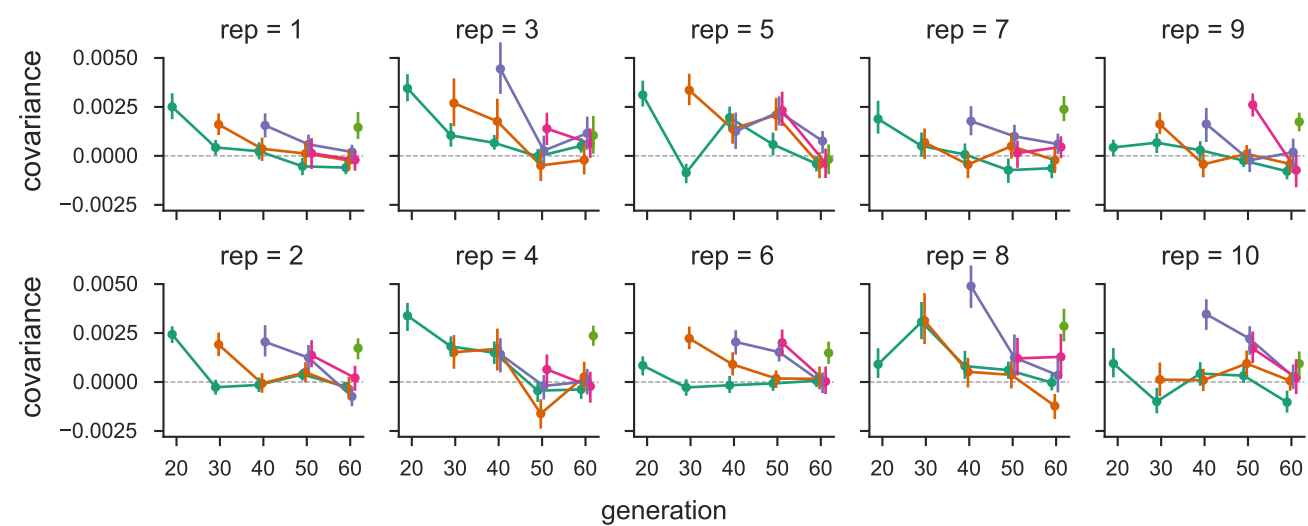 rep = 1
rep = 3
rep = 5
rep = 7
rep = 9
covariance
0.0050
0.0025
0.0000
−0.0025
rep = 2
rep = 4
rep = 6
rep = 8
rep = 10
covariance
0.0050
0.0025
0.0000
−0.0025
20 30 40 50 60
20 30 40 50 60
20 30 40 50 60
20 30 40 50 60
20 30 40 50 60
generation